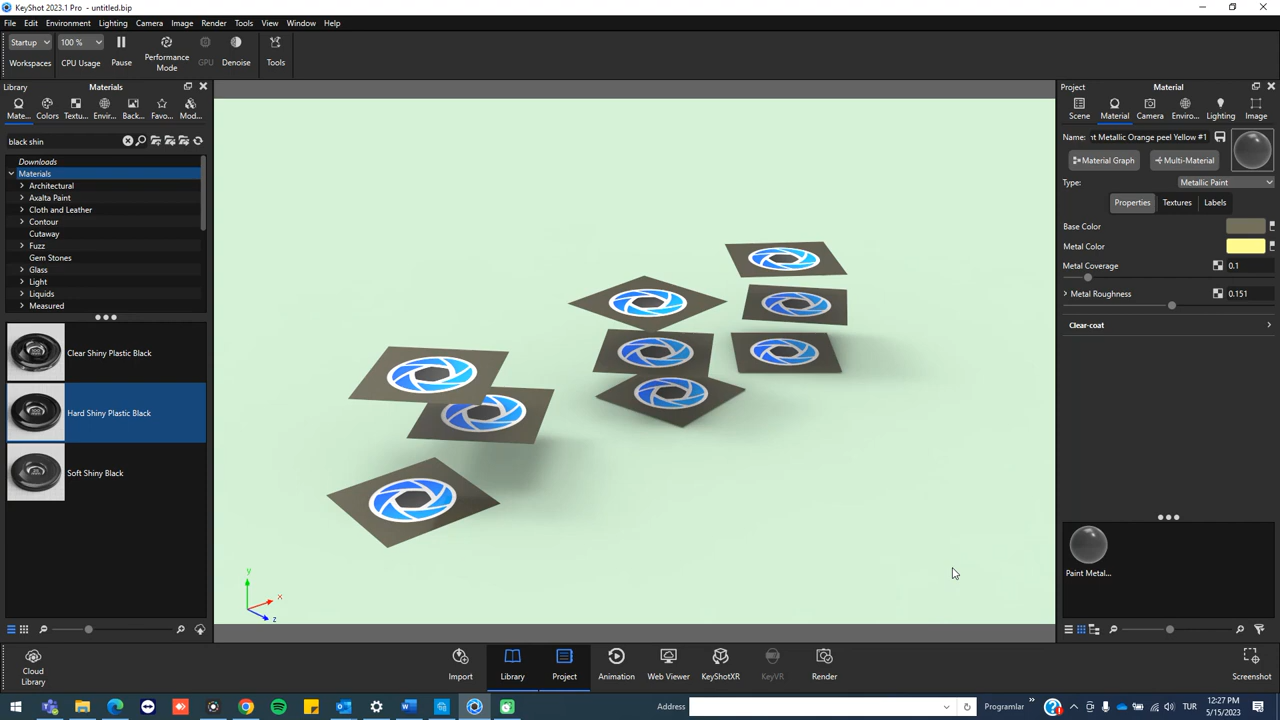 KeyShot 2023.1 Pro - untitled.bip
File Edit Environment Lighting Camera Image Render Tools View Window Help
Startup 100 %
Workspaces CPU Usage Pause Performance Mode GPU Denoise Tools
Library Materials
Mate... Colors Textu... Envir... Back... Favo... Mod...
black shin
Downloads
Materials
Architectural
Axalta Paint
Cloth and Leather
Contour
Cutaway
Fuzz
Gem Stones
Glass
Light
Liquids
Measured
Clear Shiny Plastic Black
Hard Shiny Plastic Black
Soft Shiny Black
y
x
z
Project Material
Scene Material Camera Enviro... Lighting Image
Name: nt Metallic Orange peel Yellow #1
Material Graph Multi-Material
Type: Metallic Paint
Properties Textures Labels
Base Color
Metal Color
Metal Coverage 0.1
Metal Roughness 0.151
Clear-coat
Paint Metal...
Cloud Library
Import Library Project Animation Web Viewer KeyShotXR KeyVR Render
Screenshot
Address Programlar » TUR 12:27 PM
5/15/2023